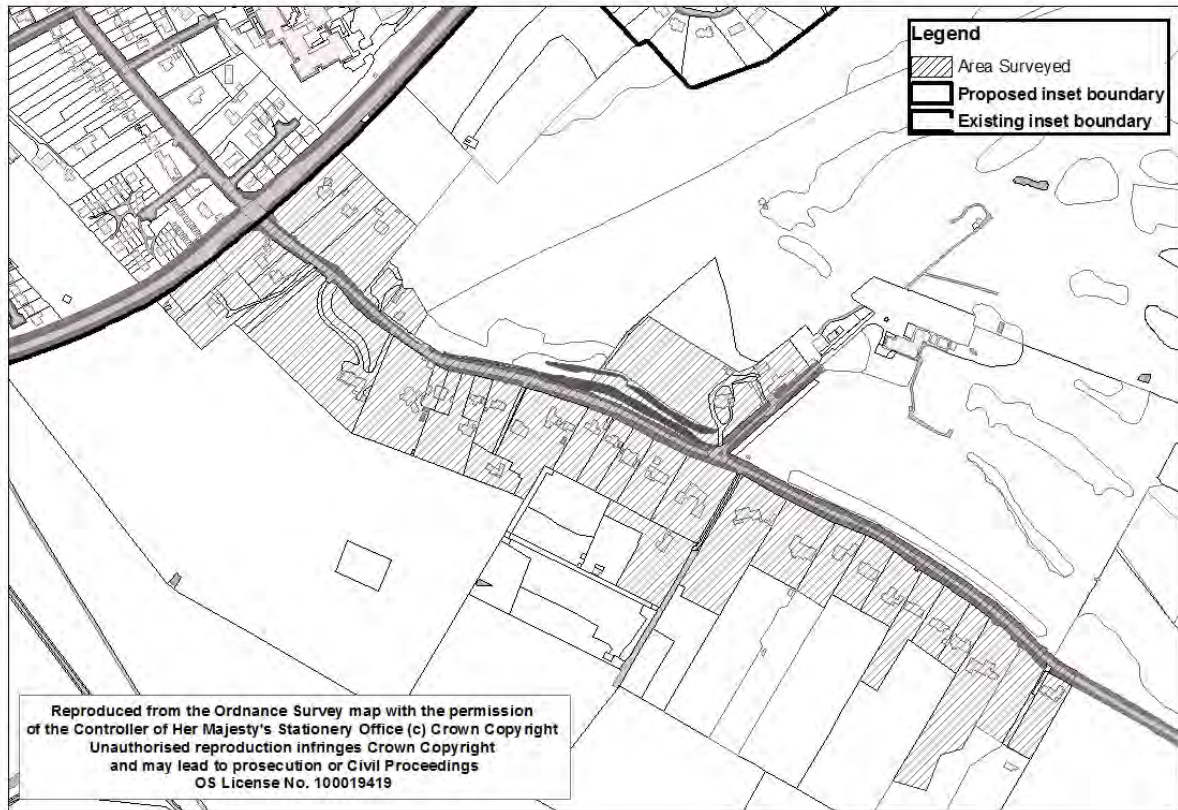 Legend
Area Surveyed
Proposed inset boundary
Existing inset boundary
Reproduced from the Ordnance Survey map with the permission
of the Controller of Her Majesty's Stationery Office (c) Crown Copyright
Unauthorised reproduction infringes Crown Copyright
and may lead to prosecution or Civil Proceedings
OS License No. 100019419